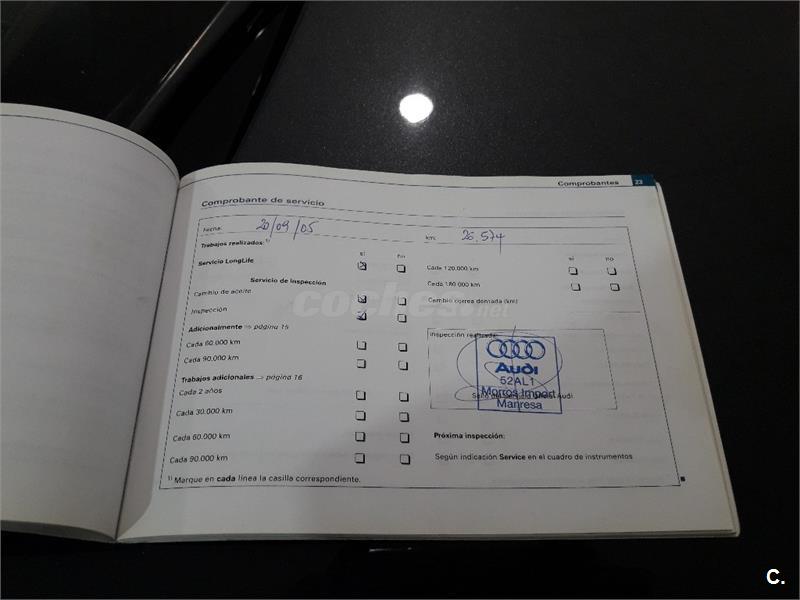 Comprobantes 23
Comprobante de servicio
Fecha: 20/09/05
km: 26.574
Trabajos realizados: 1)
sí no
Servicio LongLife
Servicio de inspección
Cambio de aceite
Inspección
Adicionalmente ⇒ página 15
Cada 60.000 km
Cada 90.000 km
Trabajos adicionales ⇒ página 16
Cada 2 años
Cada 30.000 km
Cada 60.000 km
Cada 90.000 km
1) Marque en cada línea la casilla correspondiente.
sí no
Cada 120.000 km
Cada 180.000 km
Cambio correa dentada (km)
Inspección realizada:
Audi
52AL1
Morros Import
Manresa
Audi
Próxima inspección:
Según indicación Service en el cuadro de instrumentos
coches.net
C.